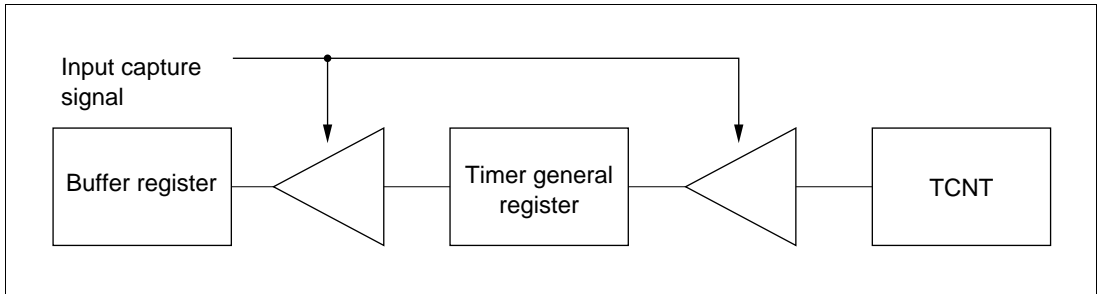 Input capture
signal
Buffer register
Timer general
register
TCNT